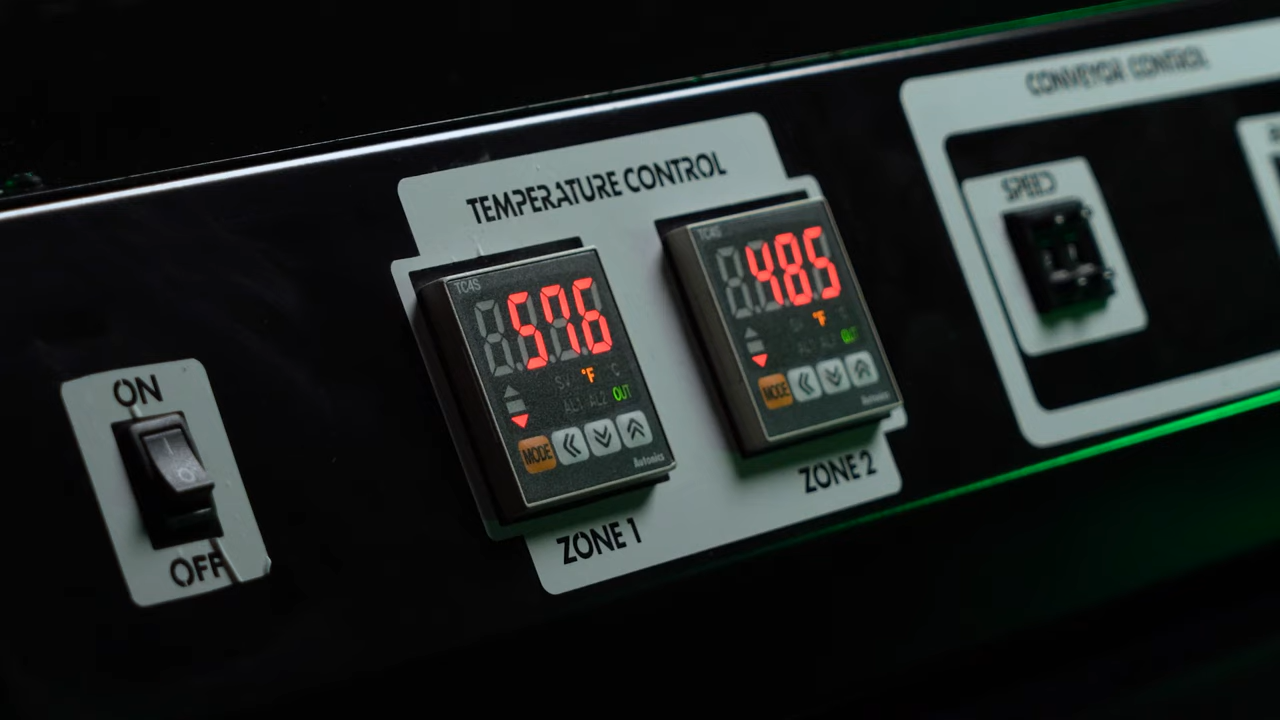 ON
OFF
TEMPERATURE CONTROL
TC4S
576
SV °F °C
AL1 AL2 OUT
MODE
Autonics
ZONE 1
TC4S
485
°F
OUT
MODE
Autonics
ZONE 2
CONVEYOR CONTROL
SPEED